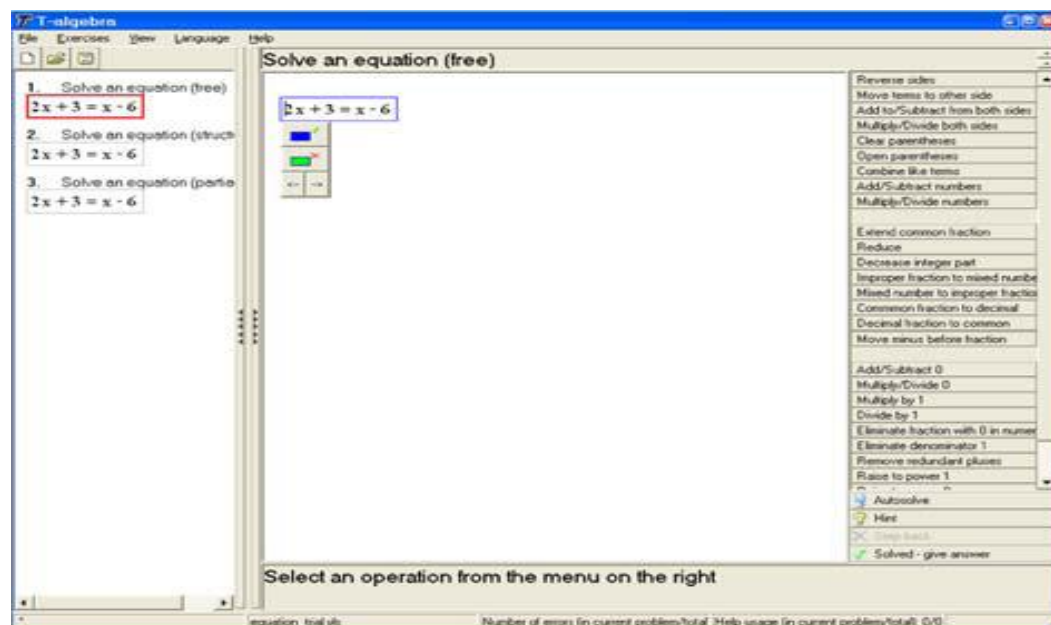 T-algebra
File Exercises View Language Help
Solve an equation (free)
1. Solve an equation (free)
2x + 3 = x - 6
2. Solve an equation (struct
2x + 3 = x - 6
3. Solve an equation (partia
2x + 3 = x - 6
2x + 3 = x - 6
Reverse sides
Move terms to other side
Add to/Subtract from both sides
Multiply/Divide both sides
Clear parentheses
Open parentheses
Combine like terms
Add/Subtract numbers
Multiply/Divide numbers
Extend common fraction
Reduce
Decrease integer part
Improper fraction to mixed numbe
Mixed number to improper fractio
Commenon fraction to decimal
Decimal fraction to common
Move minus before fraction
Add/Subtract 0
Multiply/Divide 0
Multiply by 1
Divide by 1
Eliminate fraction with 0 in numer
Eliminate denominator 1
Remove redundant pluses
Raise to power 1
Autosolve
Hint
Step back
Solved - give answer
Select an operation from the menu on the right
equation_trial.vls
Number of errors (in current problem/total) Help usage (in current problem/total): 0/0